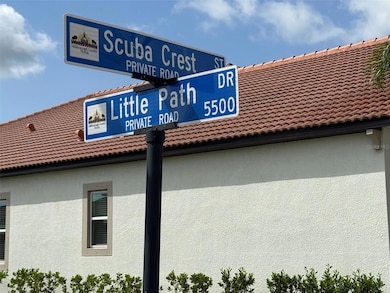 Scuba Crest ST
PRIVATE ROAD
Little Path DR
PRIVATE ROAD 5500